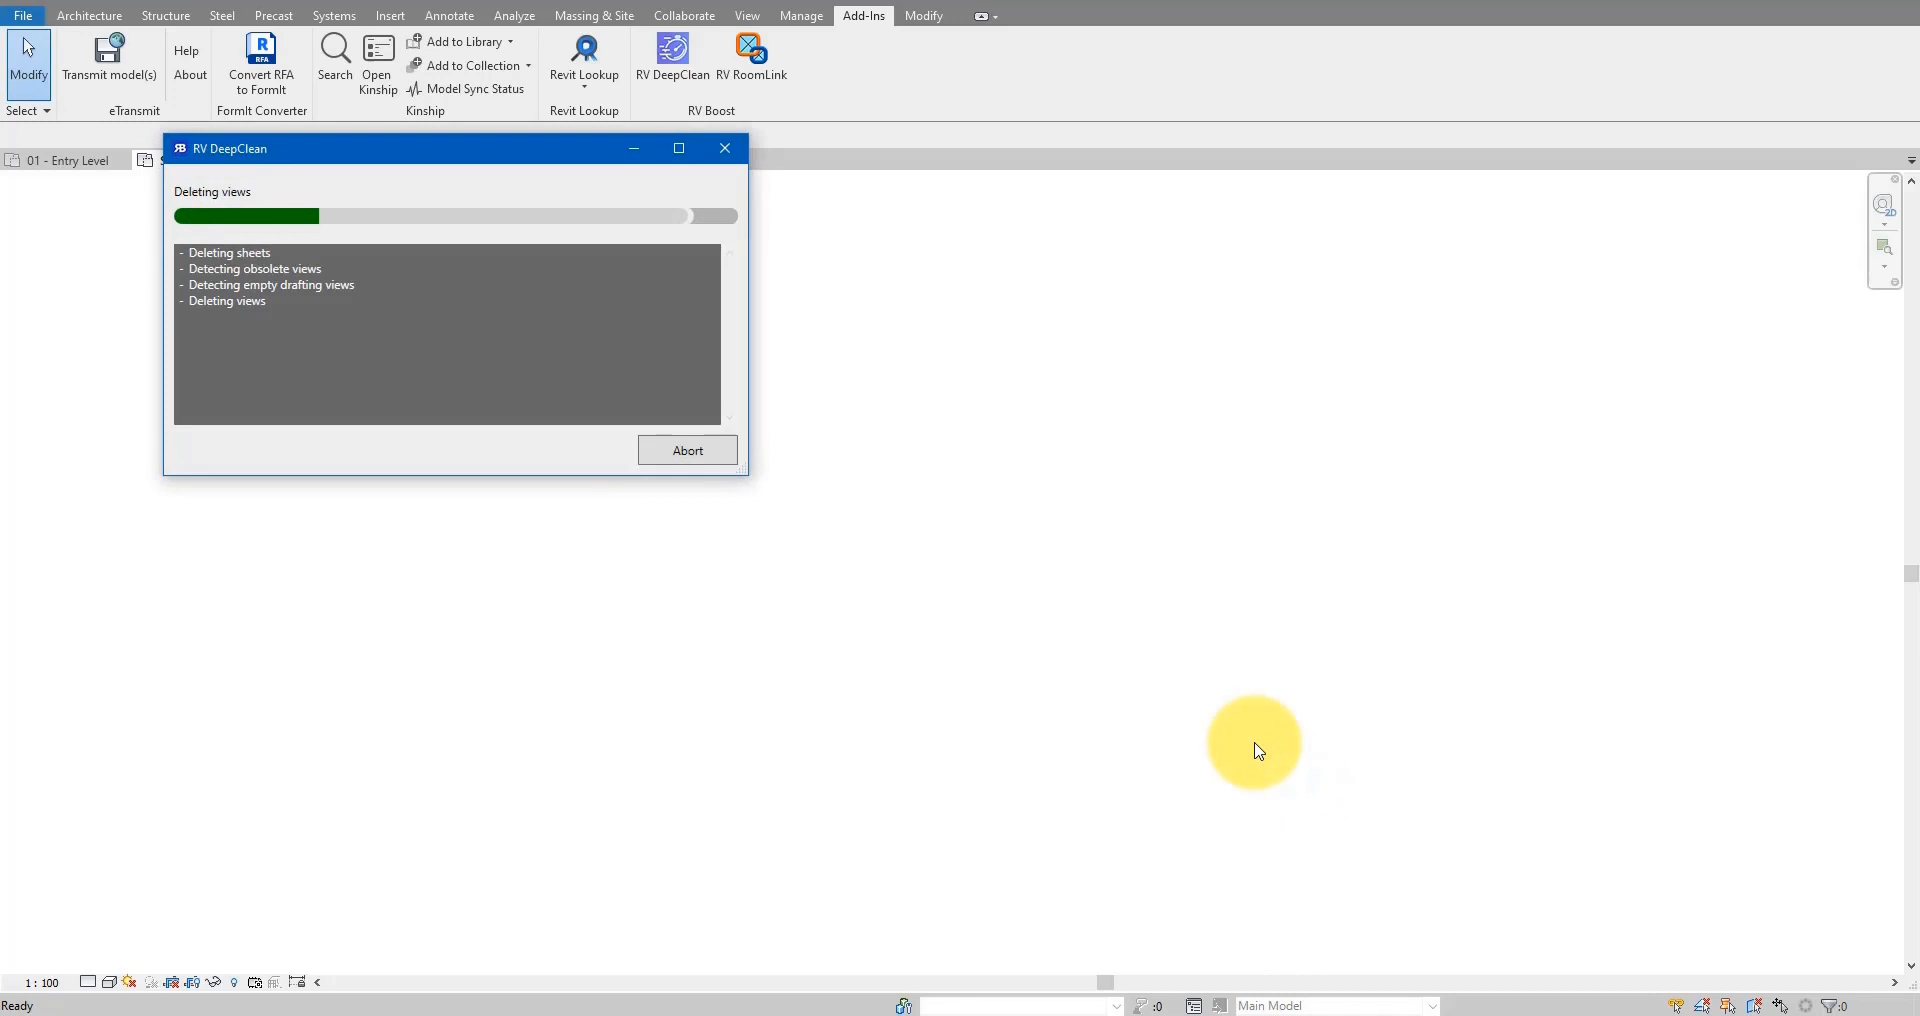 File Architecture Structure Steel Precast Systems Insert Annotate Analyze Massing & Site Collaborate View Manage Add-Ins Modify
Modify
Select
Transmit model(s)
Help
About
eTransmit
R
RFA
Convert RFA
to FormIt
FormIt Converter
Search
Open
Kinship
Add to Library
Add to Collection
Model Sync Status
Kinship
Revit Lookup
Revit Lookup
RV DeepClean
RV RoomLink
RV Boost
01 - Entry Level
RV DeepClean
Deleting views
- Deleting sheets
- Detecting obsolete views
- Detecting empty drafting views
- Deleting views
Abort
2D
1 : 100
Ready
:0
Main Model
:0